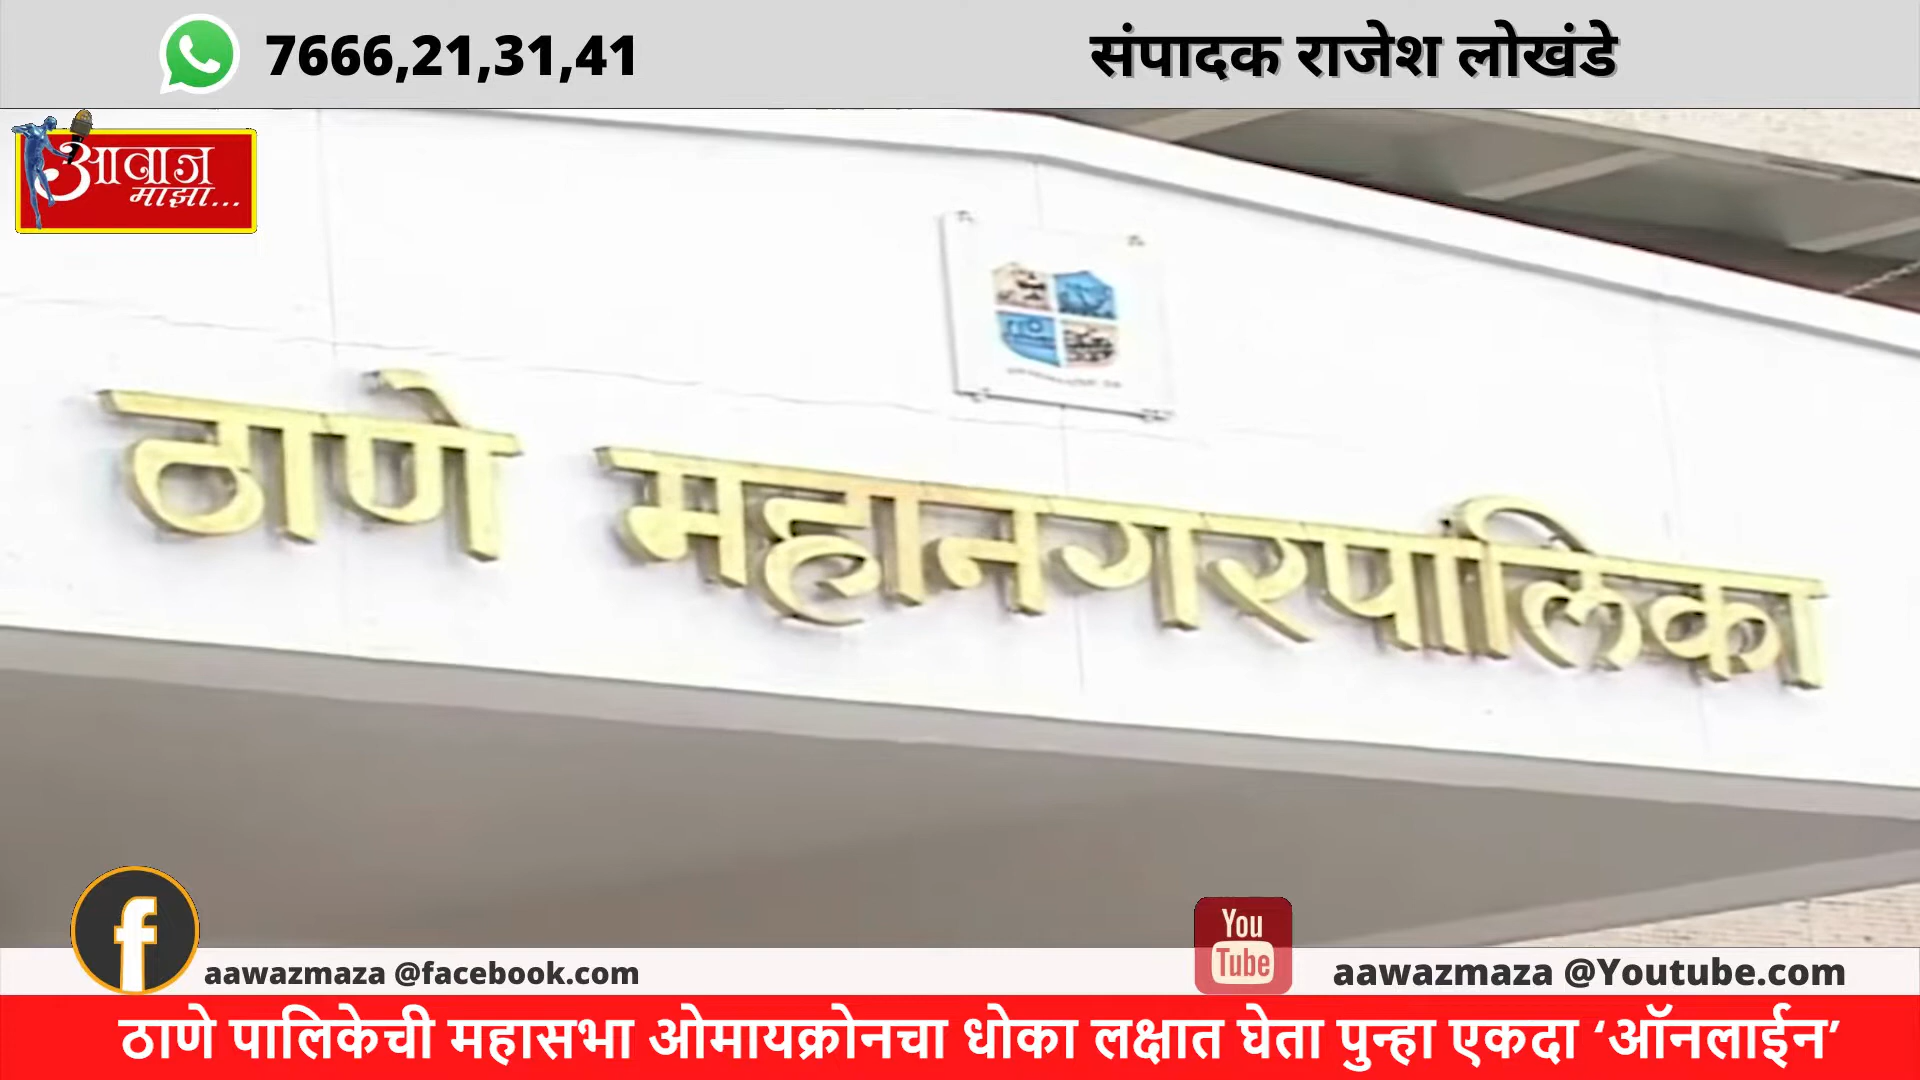 7666,21,31,41
संपादक राजेश लोखंडे
आवाज
माझा...
ठाणे महानगरपालिका
You
Tube
aawazmaza @facebook.com
aawazmaza @Youtube.com
ठाणे पालिकेची महासभा ओमायक्रोनचा धोका लक्षात घेता पुन्हा एकदा ‘ऑनलाईन’